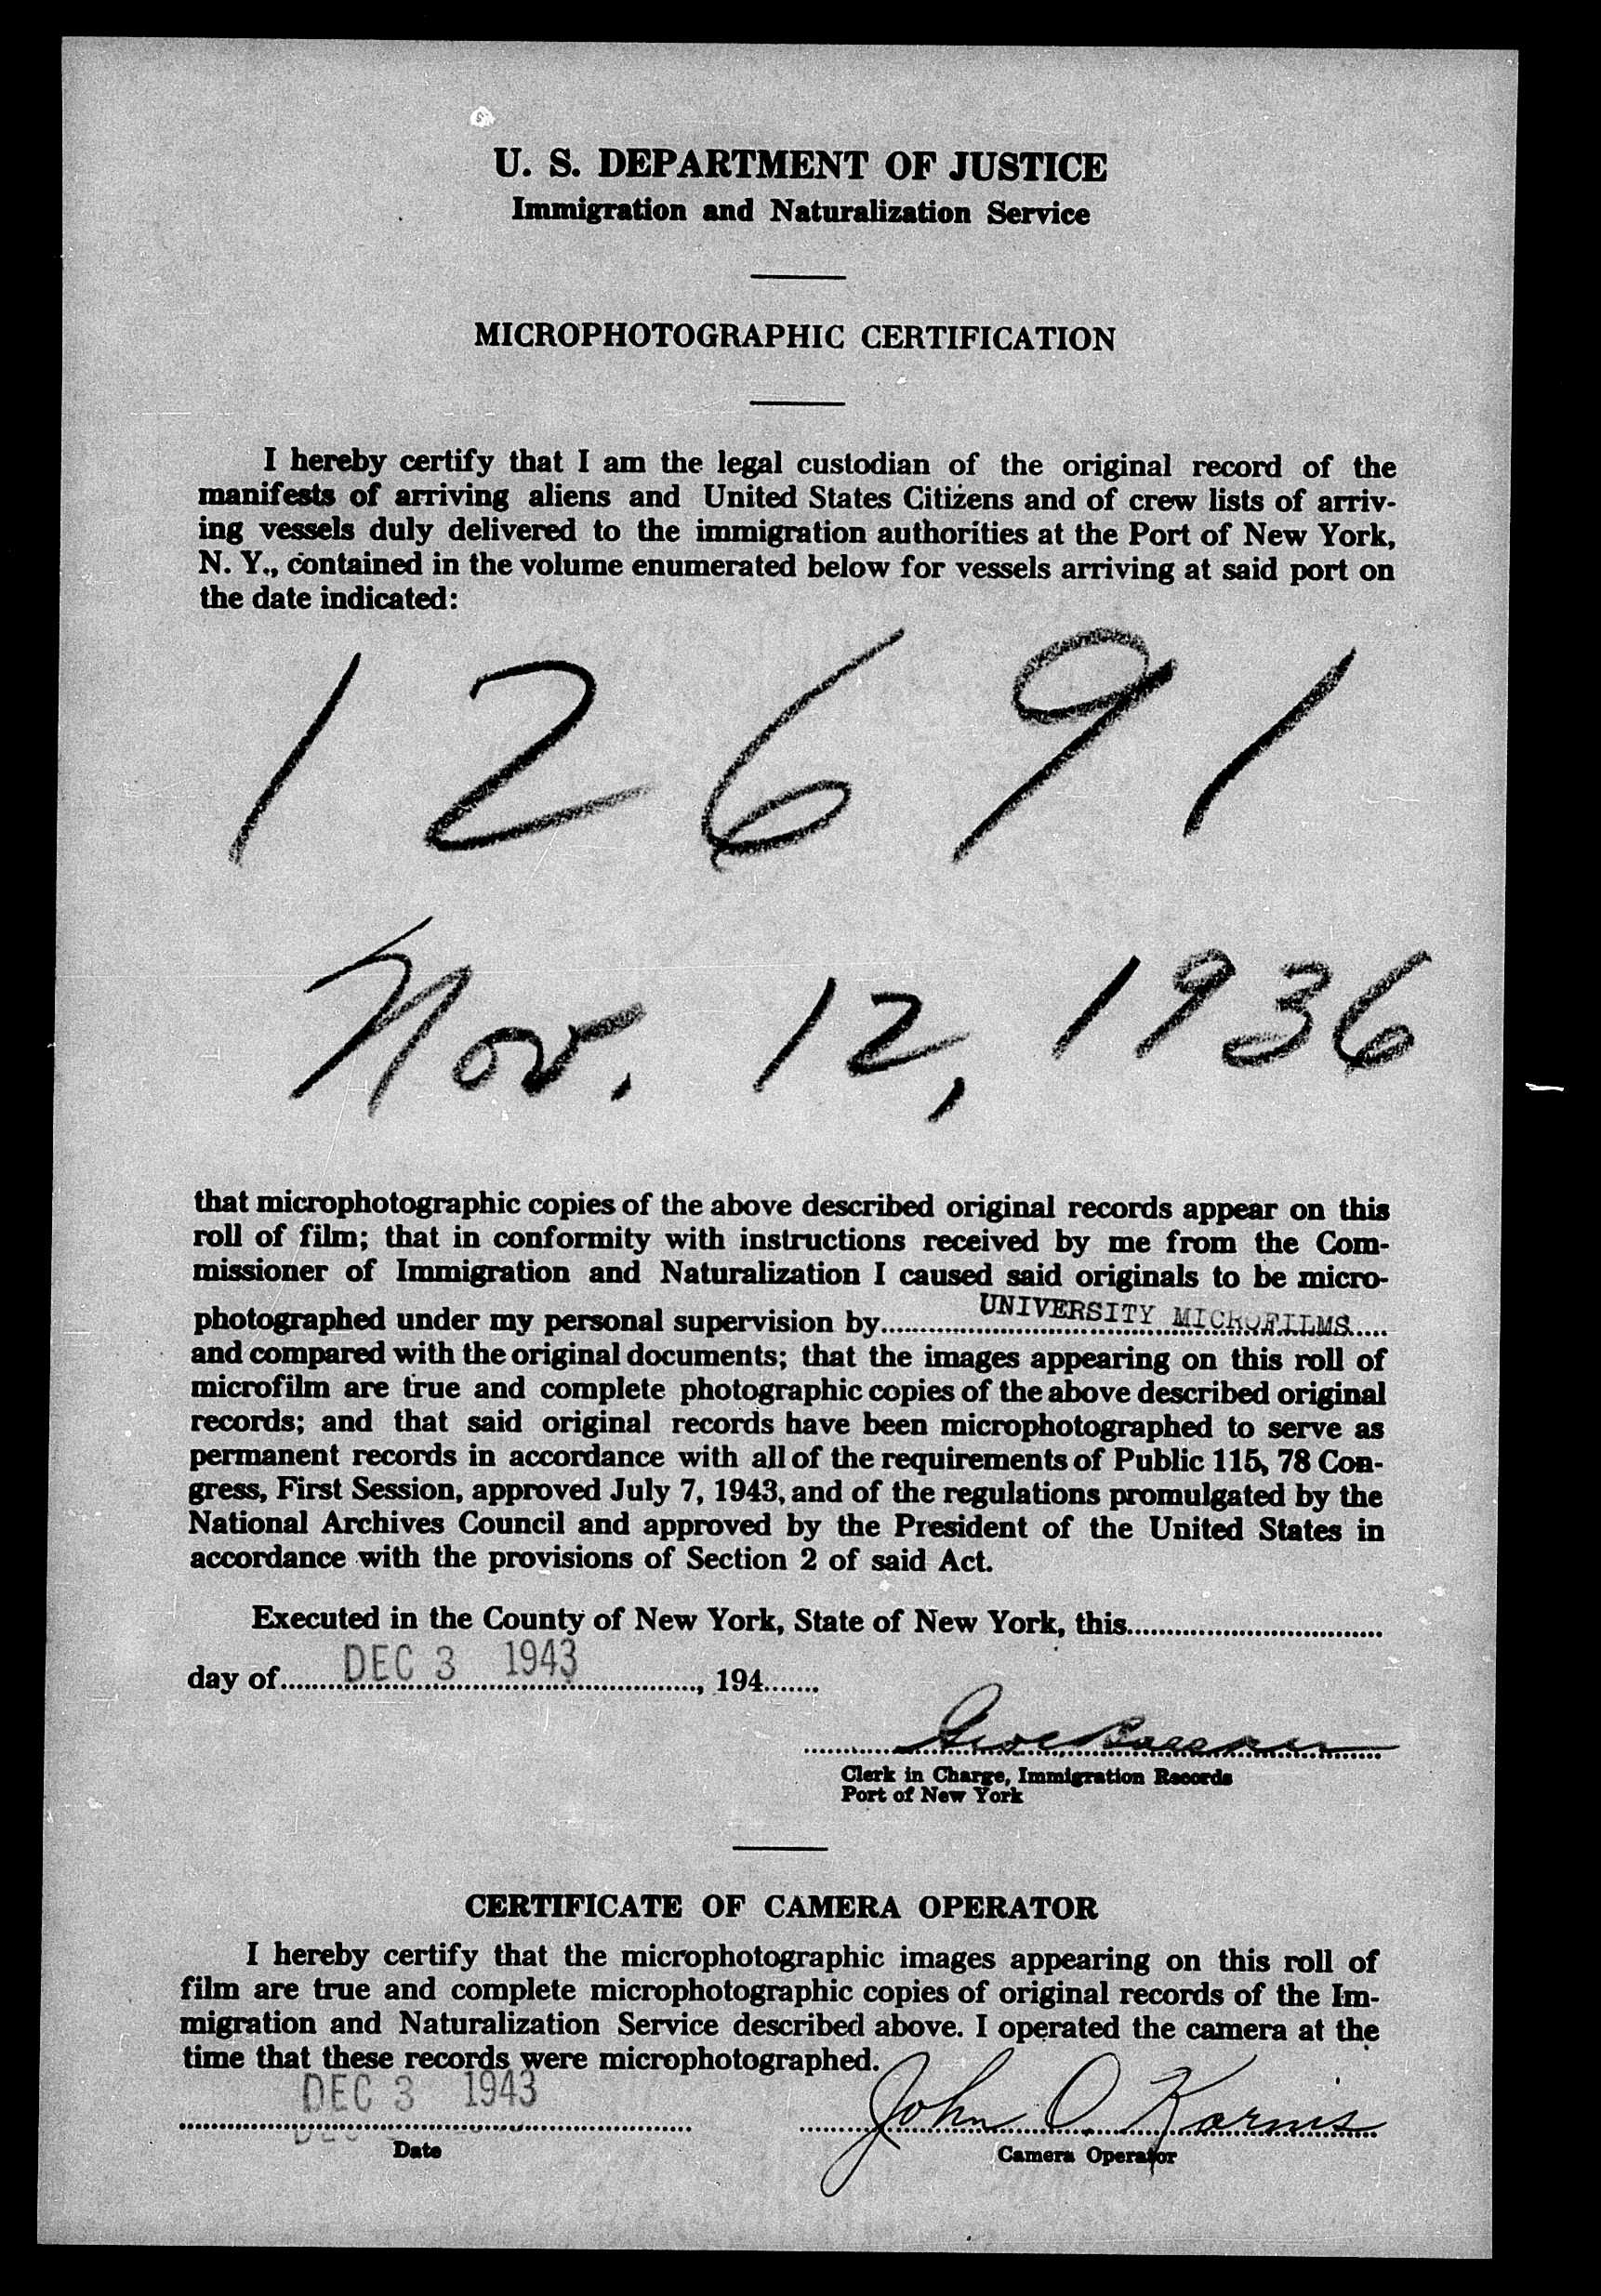 U. S. DEPARTMENT OF JUSTICE
Immigration and Naturalization Service
MICROPHOTOGRAPHIC CERTIFICATION
I hereby certify that I am the legal custodian of the original record of the
manifests of arriving aliens and United States Citizens and of crew lists of arriv-
ing vessels duly delivered to the immigration authorities at the Port of New York,
N. Y., contained in the volume enumerated below for vessels arriving at said port on
the date indicated:
12691
Nov. 12, 1936
that microphotographic copies of the above described original records appear on this
roll of film; that in conformity with instructions received by me from the Com-
missioner of Immigration and Naturalization I caused said originals to be micro-
photographed under my personal supervision by UNIVERSITY MICROFILMS
and compared with the original documents; that the images appearing on this roll of
microfilm are true and complete photographic copies of the above described original
records; and that said original records have been microphotographed to serve as
permanent records in accordance with all of the requirements of Public 115, 78 Con-
gress, First Session, approved July 7, 1943, and of the regulations promulgated by the
National Archives Council and approved by the President of the United States in
accordance with the provisions of Section 2 of said Act.
Executed in the County of New York, State of New York, this
day of DEC 3 1943, 194
Clerk in Charge, Immigration Records
Port of New York
CERTIFICATE OF CAMERA OPERATOR
I hereby certify that the microphotographic images appearing on this roll of
film are true and complete microphotographic copies of original records of the Im-
migration and Naturalization Service described above. I operated the camera at the
time that these records were microphotographed.
DEC 3 1943 John O. Karnis
Date
Camera Operator